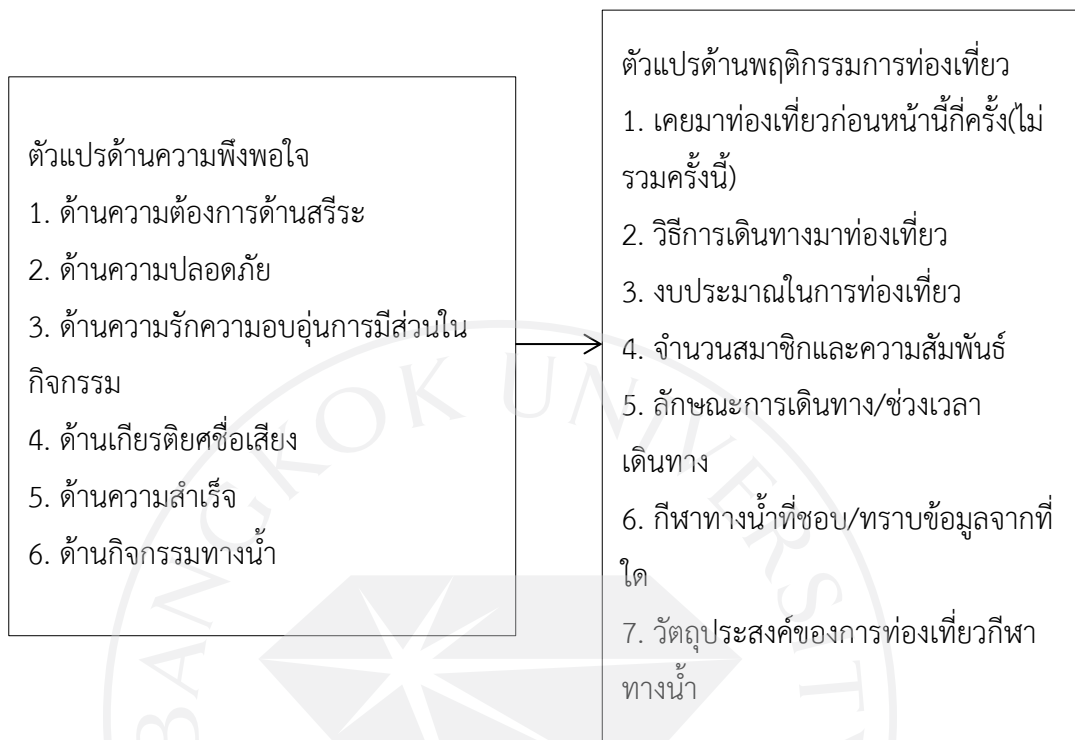 ตัวแปรด้านความพึงพอใจ
1. ด้านความต้องการด้านสรีระ
2. ด้านความปลอดภัย
3. ด้านความรักความอบอุ่นการมีส่วนใน
กิจกรรม
4. ด้านเกียรติยศชื่อเสียง
5. ด้านความสำเร็จ
6. ด้านกิจกรรมทางน้ำ
ตัวแปรด้านพฤติกรรมการท่องเที่ยว
1. เคยมาท่องเที่ยวก่อนหน้านี้กี่ครั้ง(ไม่
รวมครั้งนี้)
2. วิธีการเดินทางมาท่องเที่ยว
3. งบประมาณในการท่องเที่ยว
4. จำนวนสมาชิกและความสัมพันธ์
5. ลักษณะการเดินทาง/ช่วงเวลา
เดินทาง
6. กีฬาทางน้ำที่ชอบ/ทราบข้อมูลจากที่
ใด
7. วัตถุประสงค์ของการท่องเที่ยวกีฬา
ทางน้ำ
BANGKOK UNIVERSITY